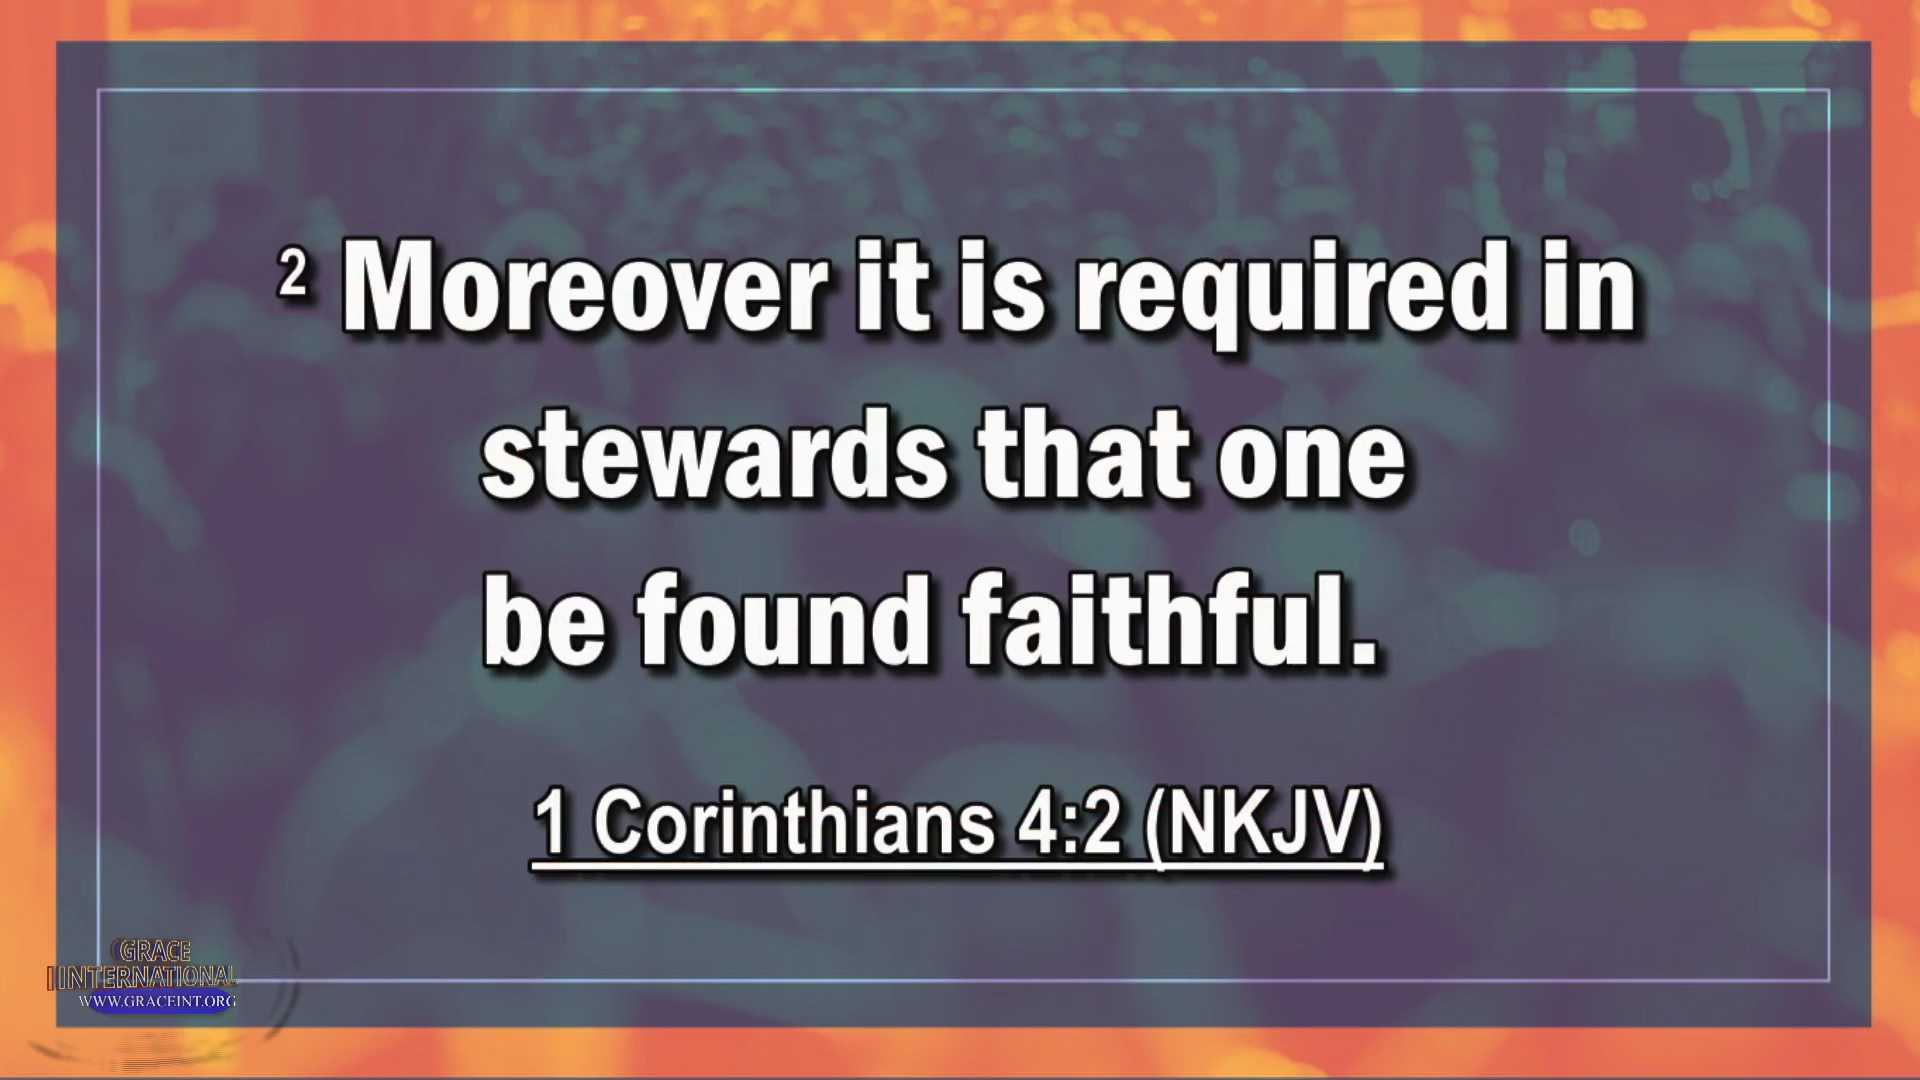 2 Moreover it is required in
stewards that one
be found faithful.
1 Corinthians 4:2 (NKJV)
GRACE
INTERNATIONAL
WWW.GRACEINT.ORG